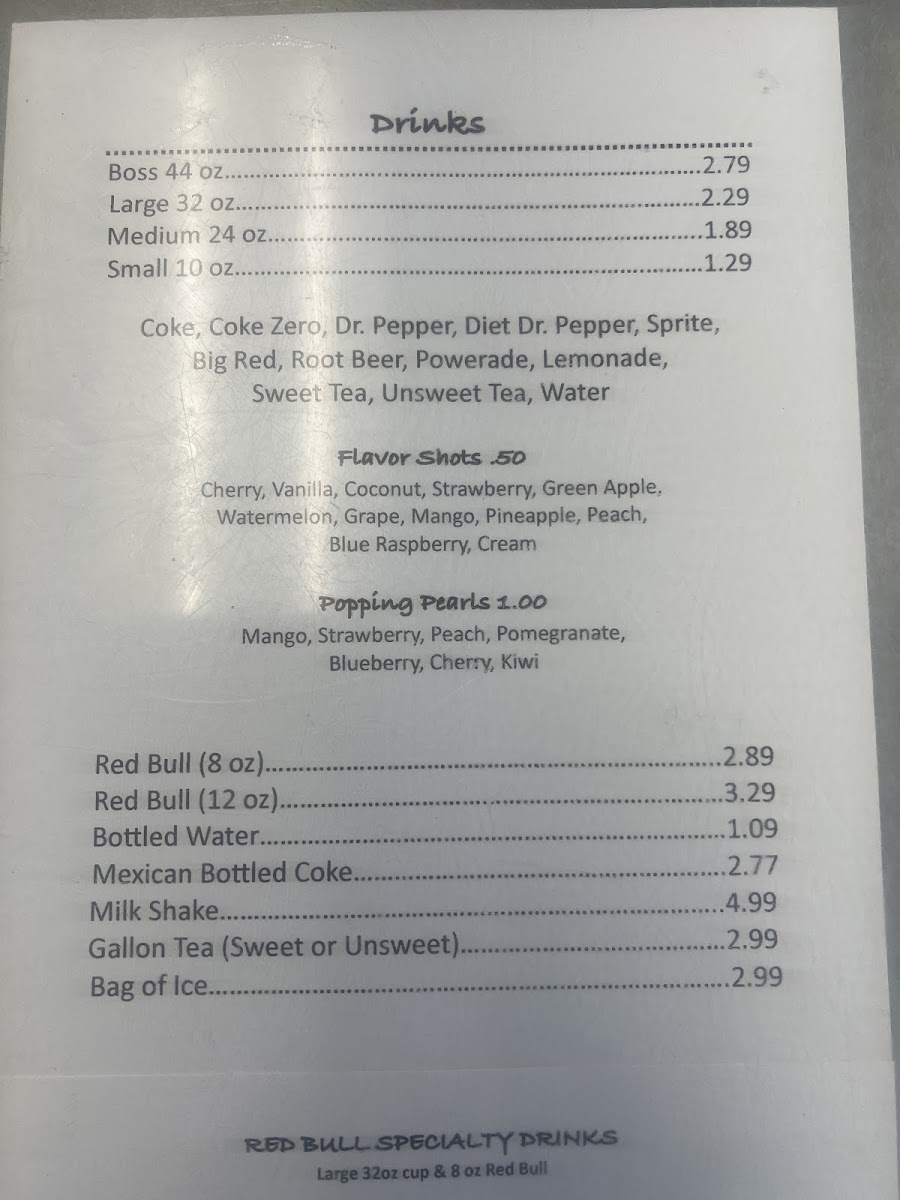 Drinks
Boss 44 oz......................................................................................2.79
Large 32 oz....................................................................................2.29
Medium 24 oz...............................................................................1.89
Small 10 oz.....................................................................................1.29
Coke, Coke Zero, Dr. Pepper, Diet Dr. Pepper, Sprite,
Big Red, Root Beer, Powerade, Lemonade,
Sweet Tea, Unsweet Tea, Water
Flavor Shots .50
Cherry, Vanilla, Coconut, Strawberry, Green Apple,
Watermelon, Grape, Mango, Pineapple, Peach,
Blue Raspberry, Cream
Popping Pearls 1.00
Mango, Strawberry, Peach, Pomegranate,
Blueberry, Cherry, Kiwi
Red Bull (8 oz)..........................................................................2.89
Red Bull (12 oz)........................................................................3.29
Bottled Water...........................................................................1.09
Mexican Bottled Coke...........................................................2.77
Milk Shake.................................................................................4.99
Gallon Tea (Sweet or Unsweet)..........................................2.99
Bag of Ice...................................................................................2.99
RED BULL SPECIALTY DRINKS
Large 32oz cup & 8 oz Red Bull